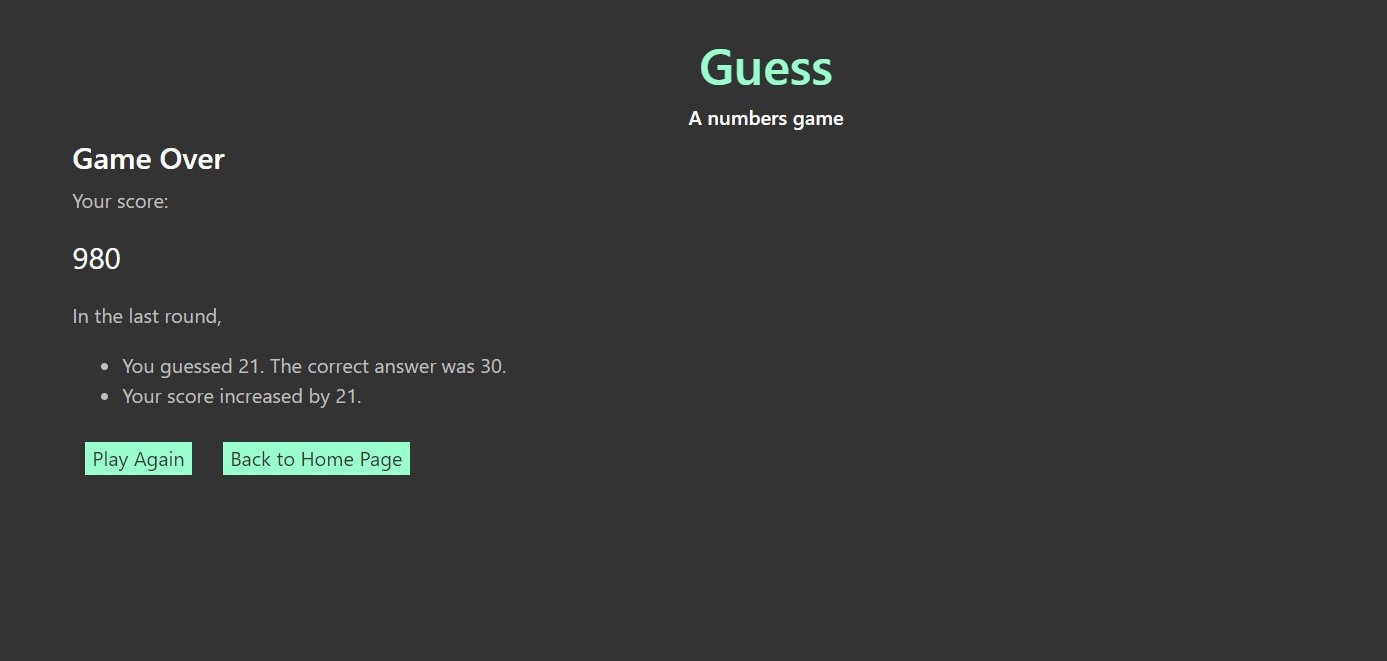 Guess
A numbers game
Game Over
Your score:
980
In the last round,
You guessed 21. The correct answer was 30.
Your score increased by 21.
Play Again Back to Home Page